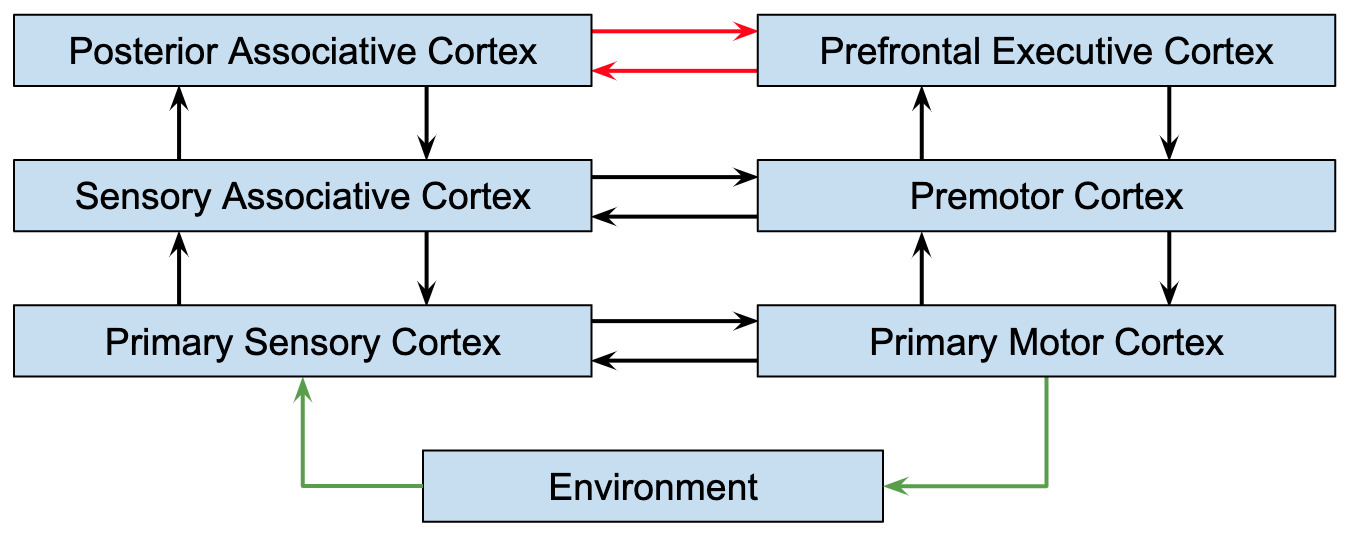 Posterior Associative Cortex
Prefrontal Executive Cortex
Sensory Associative Cortex
Premotor Cortex
Primary Sensory Cortex
Primary Motor Cortex
Environment